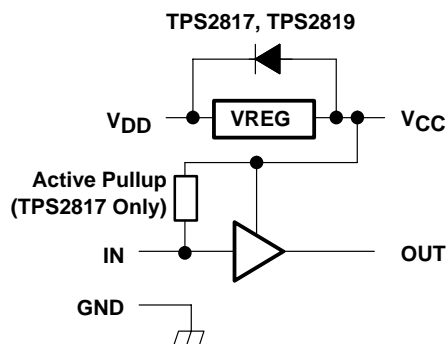 TPS2817, TPS2819
VDD
VREG
VCC
Active Pullup
(TPS2817 Only)
IN
OUT
GND